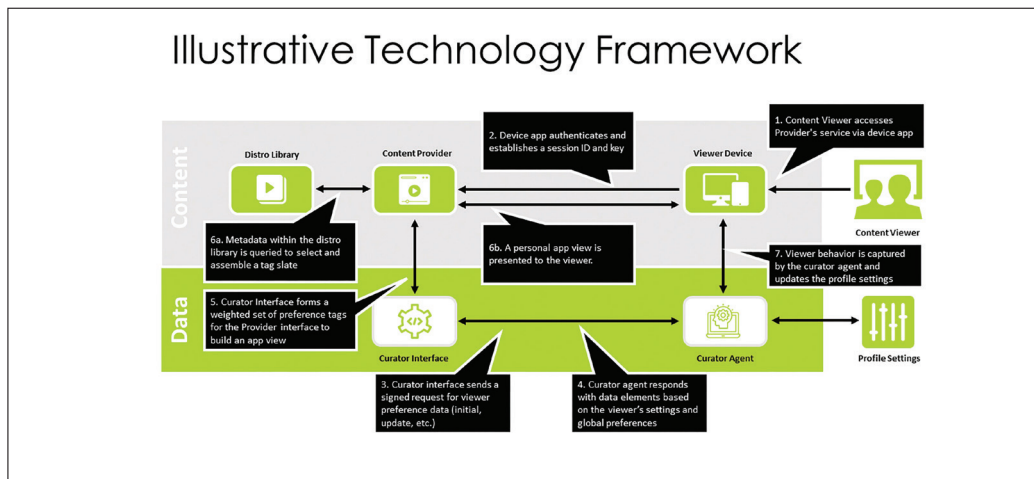 Illustrative Technology Framework
1. Content Viewer accesses
Provider's service via device app
2. Device app authenticates and
establishes a session ID and key
Distro Library
Content Provider
Viewer Device
Content
Content Viewer
6a. Metadata within the distro
library is queried to select and
assemble a tag slate
6b. A personal app view is
presented to the viewer.
7. Viewer behavior is captured
by the curator agent and
updates the profile settings
Data
5. Curator Interface forms a
weighted set of preference tags
for the Provider interface to
build an app view
Curator Interface
Curator Agent
Profile Settings
3. Curator interface sends a
signed request for viewer
preference data (initial,
update, etc.)
4. Curator agent responds
with data elements based
on the viewer's settings and
global preferences